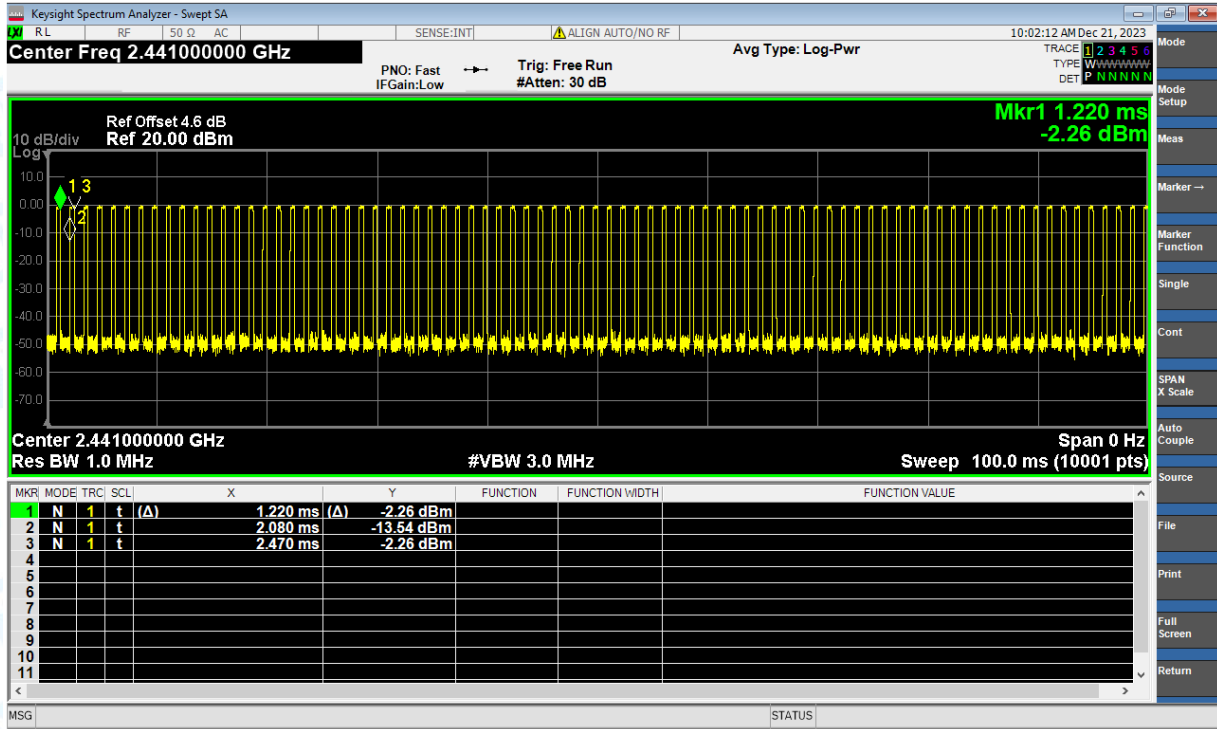 Keysight Spectrum Analyzer - Swept SA
LXI RL RF 50 Ω AC SENSE:INT ALIGN AUTO/NO RF 10:02:12 AM Dec 21, 2023
Center Freq 2.441000000 GHz
Avg Type: Log-Pwr
TRACE 1 2 3 4 5 6
TYPE WWWWWW
DET P N N N N N
PNO: Fast
IFGain:Low
Trig: Free Run
#Atten: 30 dB
Mkr1 1.220 ms
-2.26 dBm
Ref Offset 4.6 dB
10 dB/div Ref 20.00 dBm
Log
10.0
0.00
-10.0
-20.0
-30.0
-40.0
-50.0
-60.0
-70.0
1 3
2
Center 2.441000000 GHz Span 0 Hz
Res BW 1.0 MHz #VBW 3.0 MHz Sweep 100.0 ms (10001 pts)
MKR MODE TRC SCL X Y FUNCTION FUNCTION WIDTH FUNCTION VALUE
1 N 1 t (Δ) 1.220 ms (Δ) -2.26 dBm
2 N 1 t 2.080 ms -13.54 dBm
3 N 1 t 2.470 ms -2.26 dBm
4
5
6
7
8
9
10
11
MSG STATUS
Mode
Mode
Setup
Meas
Marker →
Marker
Function
Single
Cont
SPAN
X Scale
Auto
Couple
Source
File
Print
Full
Screen
Return